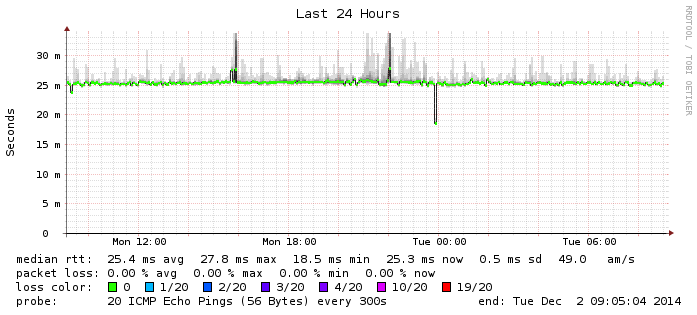 Last 24 Hours
RRDTOOL / TOBI OETIKER
Seconds
30 m
25 m
20 m
15 m
10 m
5 m
0
Mon 12:00 Mon 18:00 Tue 00:00 Tue 06:00
median rtt: 25.4 ms avg 27.8 ms max 18.5 ms min 25.3 ms now 0.5 ms sd 49.0 am/s
packet loss: 0.00 % avg 0.00 % max 0.00 % min 0.00 % now
loss color: 0 1/20 2/20 3/20 4/20 10/20 19/20
probe: 20 ICMP Echo Pings (56 Bytes) every 300s end: Tue Dec 2 09:05:04 2014